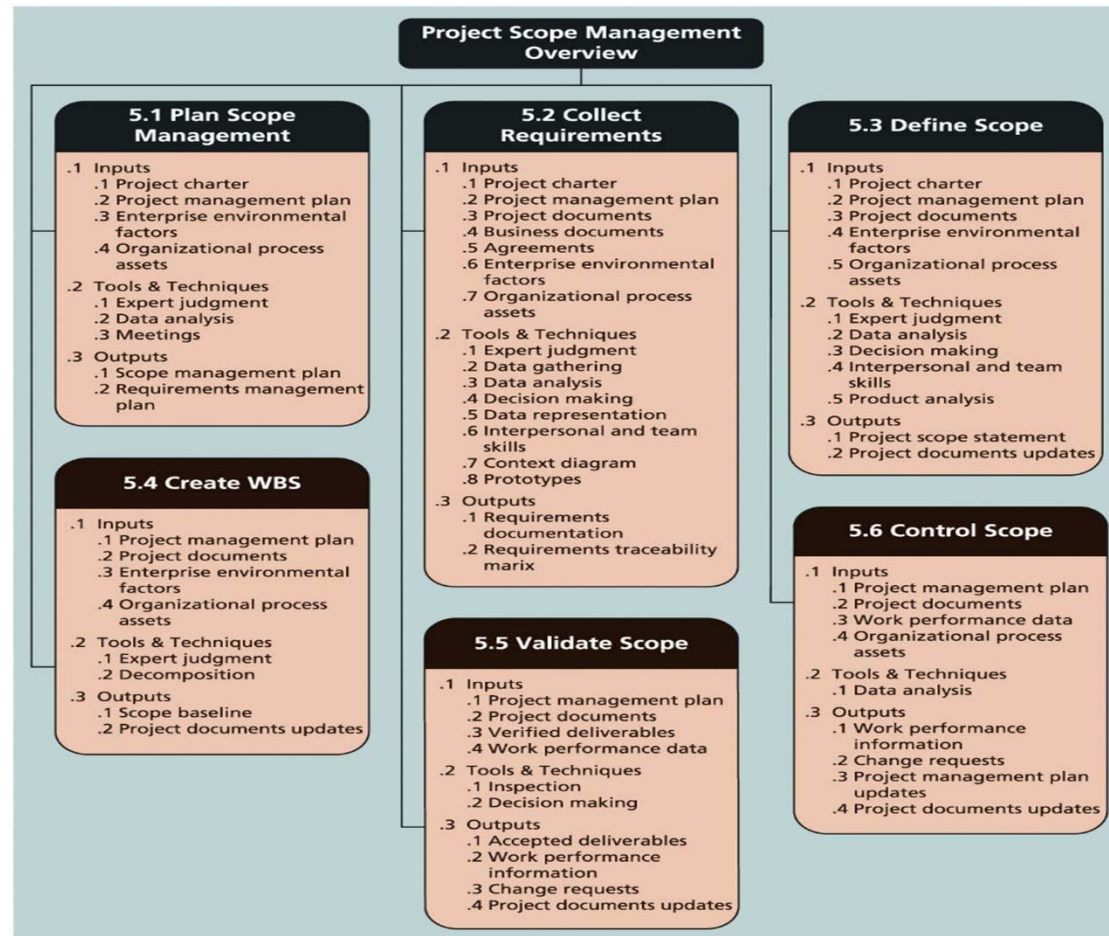 Project Scope Management
Overview
5.1 Plan Scope
Management
.1 Inputs
.1 Project charter
.2 Project management plan
.3 Enterprise environmental
factors
.4 Organizational process
assets
.2 Tools & Techniques
.1 Expert judgment
.2 Data analysis
.3 Meetings
.3 Outputs
.1 Scope management plan
.2 Requirements management
plan
5.2 Collect
Requirements
.1 Inputs
.1 Project charter
.2 Project management plan
.3 Project documents
.4 Business documents
.5 Agreements
.6 Enterprise environmental
factors
.7 Organizational process
assets
.2 Tools & Techniques
.1 Expert judgment
.2 Data gathering
.3 Data analysis
.4 Decision making
.5 Data representation
.6 Interpersonal and team
skills
.7 Context diagram
.8 Prototypes
.3 Outputs
.1 Requirements
documentation
.2 Requirements traceability
marix
5.3 Define Scope
.1 Inputs
.1 Project charter
.2 Project management plan
.3 Project documents
.4 Enterprise environmental
factors
.5 Organizational process
assets
.2 Tools & Techniques
.1 Expert judgment
.2 Data analysis
.3 Decision making
.4 Interpersonal and team
skills
.5 Product analysis
.3 Outputs
.1 Project scope statement
.2 Project documents updates
5.4 Create WBS
.1 Inputs
.1 Project management plan
.2 Project documents
.3 Enterprise environmental
factors
.4 Organizational process
assets
.2 Tools & Techniques
.1 Expert judgment
.2 Decomposition
.3 Outputs
.1 Scope baseline
.2 Project documents updates
5.5 Validate Scope
.1 Inputs
.1 Project management plan
.2 Project documents
.3 Verified deliverables
.4 Work performance data
.2 Tools & Techniques
.1 Inspection
.2 Decision making
.3 Outputs
.1 Accepted deliverables
.2 Work performance
information
.3 Change requests
.4 Project documents updates
5.6 Control Scope
.1 Inputs
.1 Project management plan
.2 Project documents
.3 Work performance data
.4 Organizational process
assets
.2 Tools & Techniques
.1 Data analysis
.3 Outputs
.1 Work performance
information
.2 Change requests
.3 Project management plan
updates
.4 Project documents updates